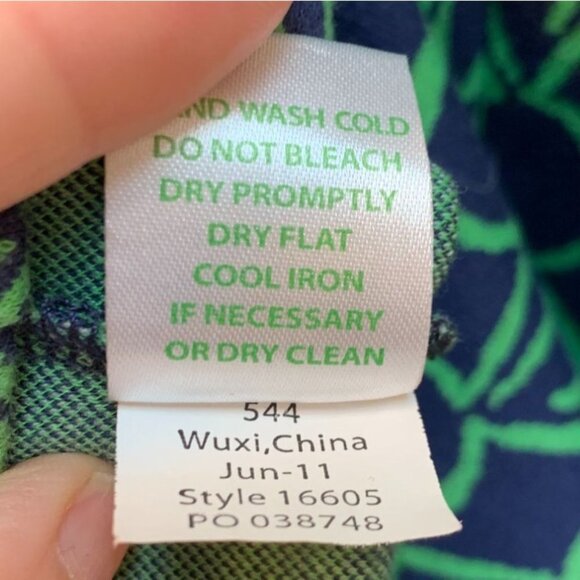 WASH COLD
DO NOT BLEACH
DRY PROMPTLY
DRY FLAT
COOL IRON
IF NECESSARY
OR DRY CLEAN
544
Wuxi,China
Jun-11
Style 16605
PO 038748